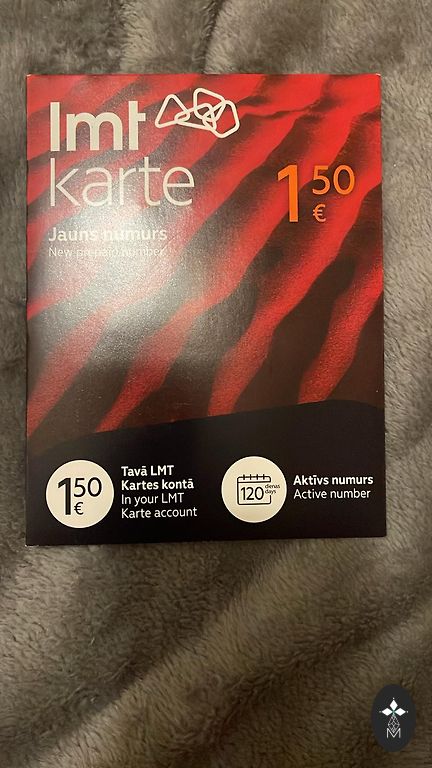 lmt
karte
Jauns numurs
New prepaid number
1 50 €
1 50 €
Tavā LMT
Kartes kontā
In your LMT
Karte account
120 dienas
days
Aktīvs numurs
Active number
M